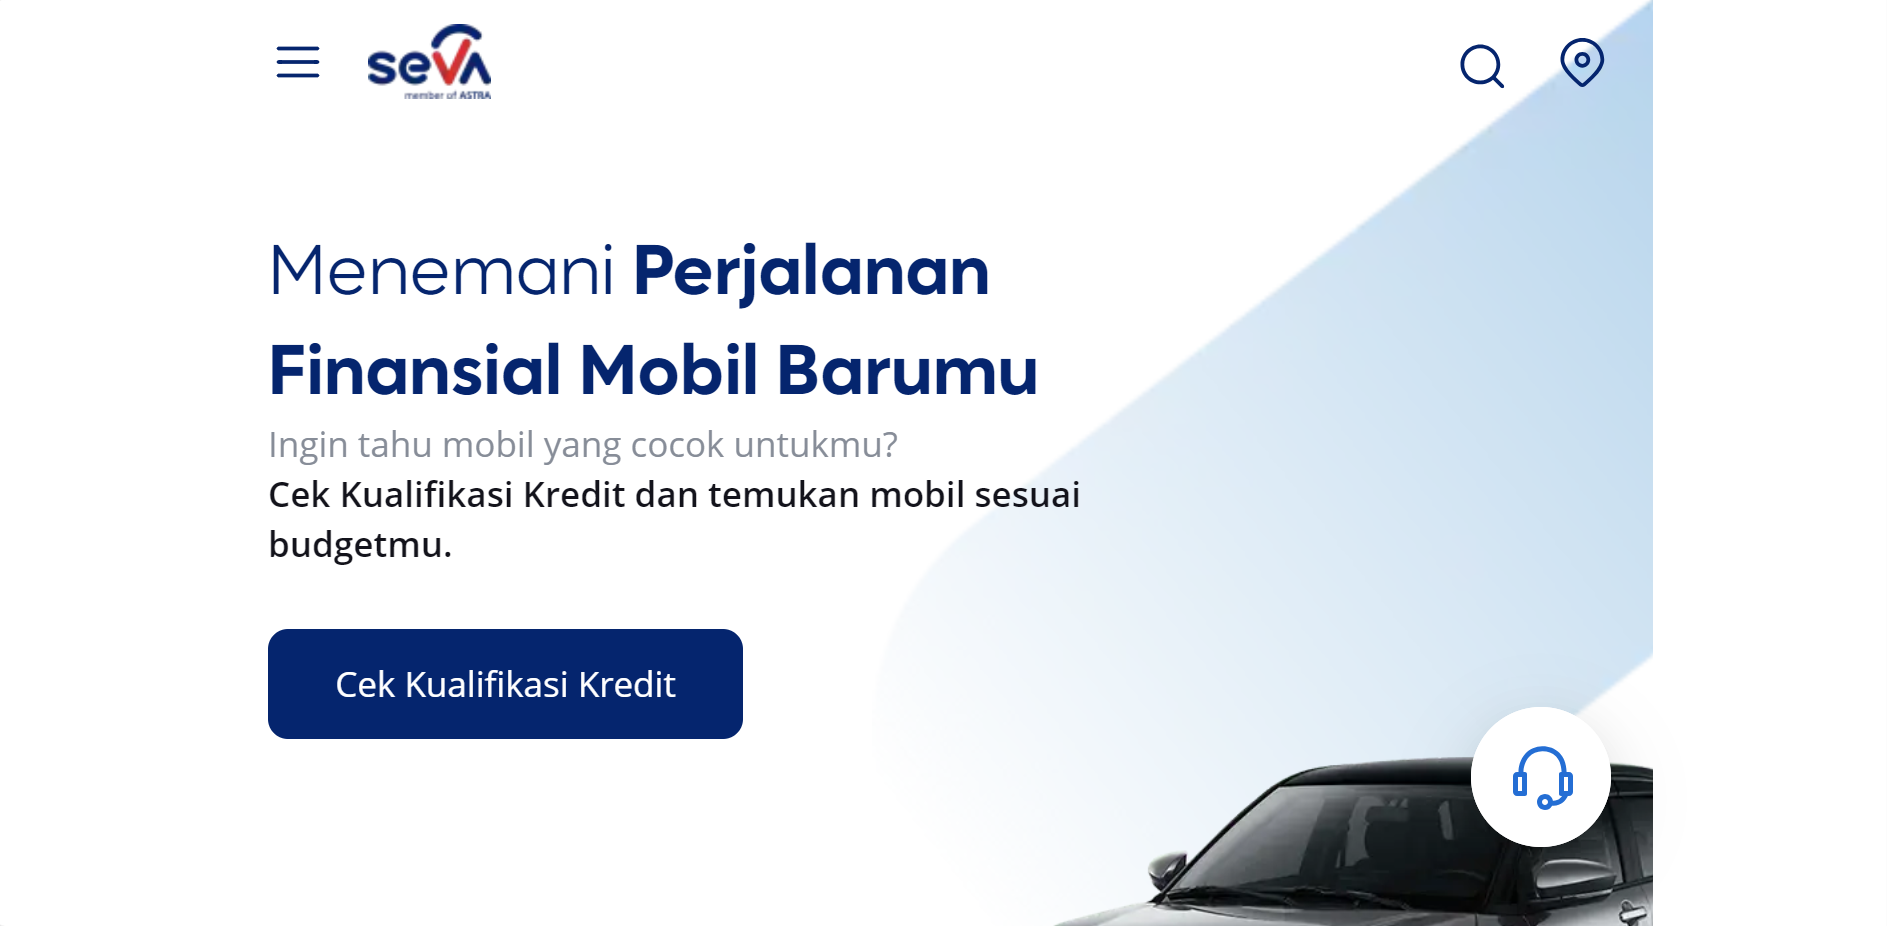 seva
member of ASTRA
Menemani Perjalanan
Finansial Mobil Barumu
Ingin tahu mobil yang cocok untukmu?
Cek Kualifikasi Kredit dan temukan mobil sesuai
budgetmu.
Cek Kualifikasi Kredit